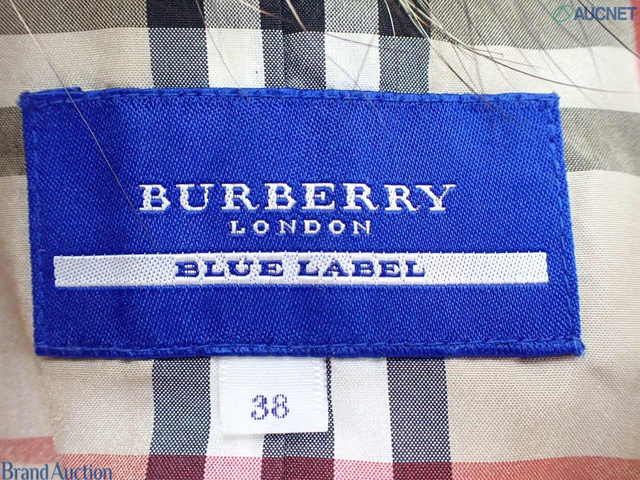 AUCNET
BURBERRY
LONDON
BLUE LABEL
38
Brand Auction